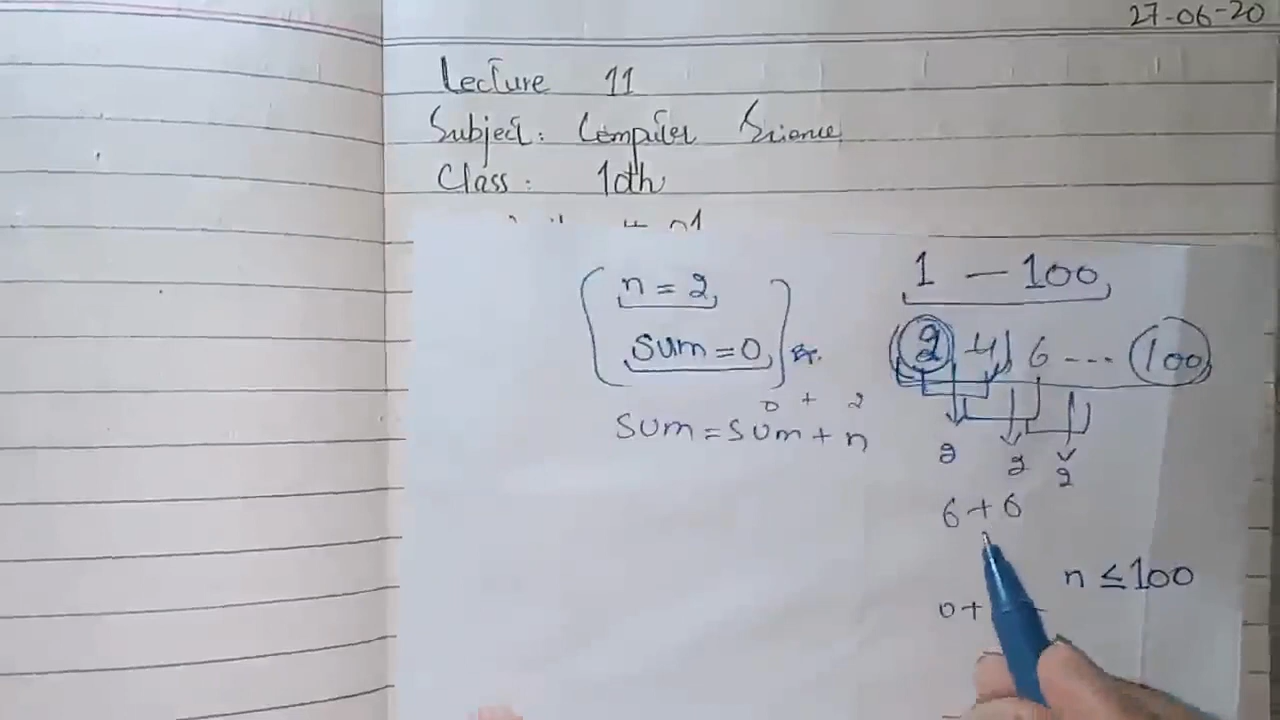 27-06-20
Lecture 11
Subject: Computer Science
Class: 10th
n = 2
sum = 0
0 + 2
sum = sum + n
1 — 100
2 4 6 --- 100
2 2 2
6 + 6
n ≤ 100
0 +